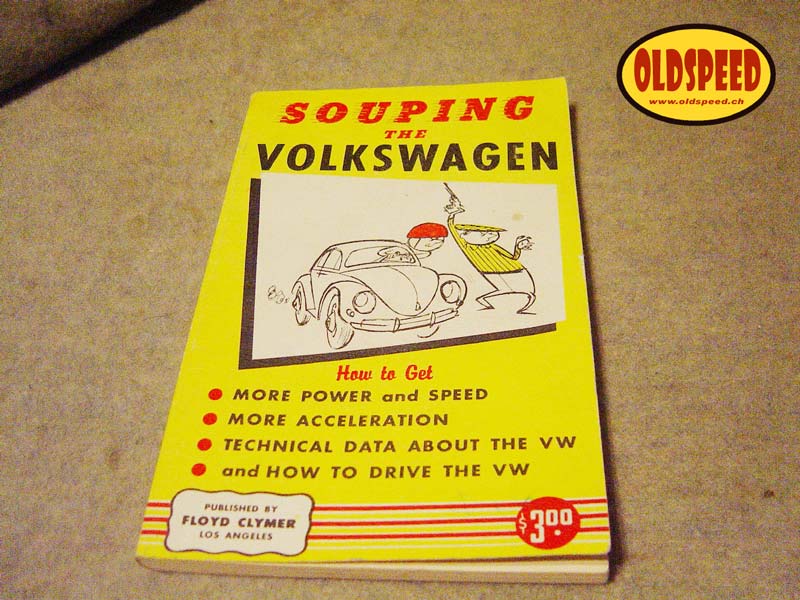 OLDSPEED
www.oldspeed.ch
SOUPING
THE
VOLKSWAGEN
How to Get
MORE POWER and SPEED
MORE ACCELERATION
TECHNICAL DATA ABOUT THE VW
and HOW TO DRIVE THE VW
PUBLISHED BY
FLOYD CLYMER
LOS ANGELES
$3.00